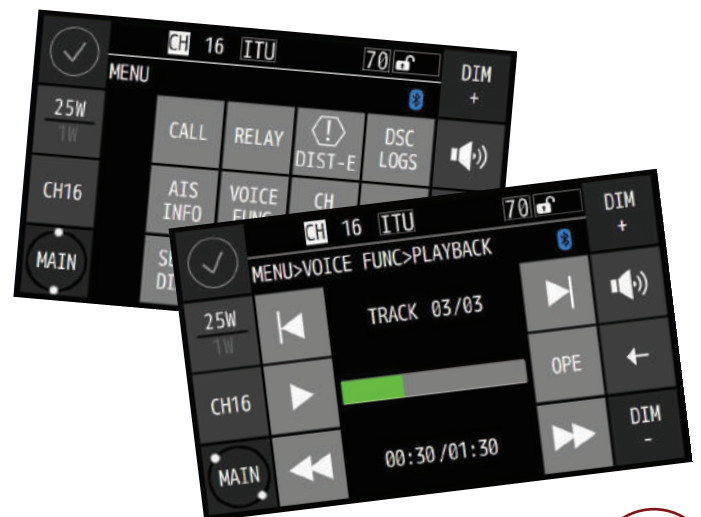 CH 16 ITU 70
MENU
DIM
+
25W
1W
CALL
RELAY
DIST-E
DSC
LOGS
CH16
AIS
INFO
VOICE
CH
MAIN
CH 16 ITU 70
MENU>VOICE FUNC>PLAYBACK
DIM
+
25W
1W
TRACK 03/03
OPE
CH16
MAIN
00:30/01:30
DIM
-